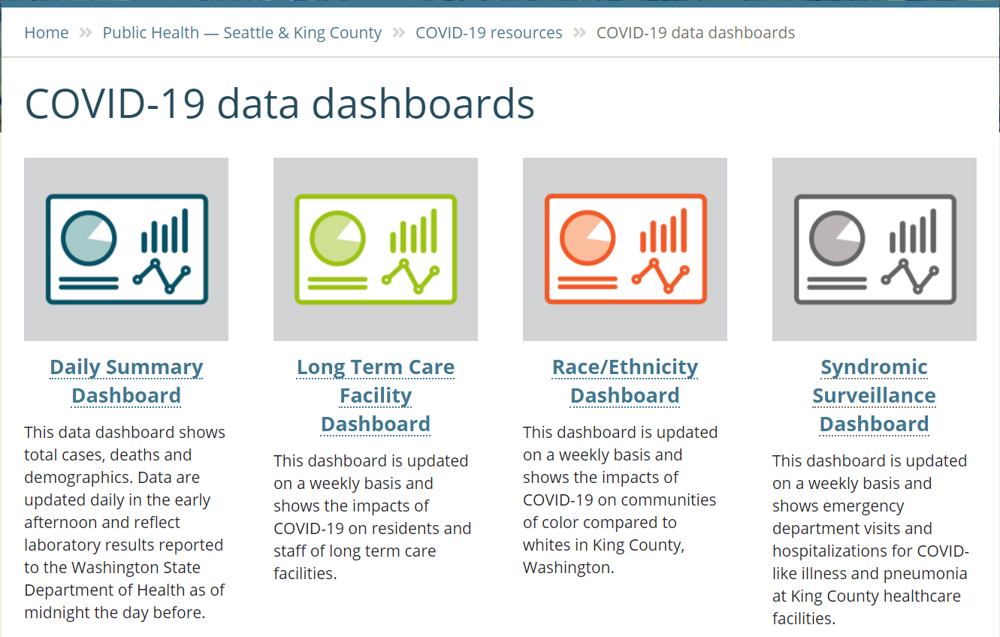 Home » Public Health — Seattle & King County » COVID-19 resources » COVID-19 data dashboards
COVID-19 data dashboards
Daily Summary
Dashboard
This data dashboard shows
total cases, deaths and
demographics. Data are
updated daily in the early
afternoon and reflect
laboratory results reported
to the Washington State
Department of Health as of
midnight the day before.
Long Term Care
Facility
Dashboard
This dashboard is updated
on a weekly basis and
shows the impacts of
COVID-19 on residents and
staff of long term care
facilities.
Race/Ethnicity
Dashboard
This dashboard is updated
on a weekly basis and
shows the impacts of
COVID-19 on communities
of color compared to
whites in King County,
Washington.
Syndromic
Surveillance
Dashboard
This dashboard is updated
on a weekly basis and
shows emergency
department visits and
hospitalizations for COVID-
like illness and pneumonia
at King County healthcare
facilities.